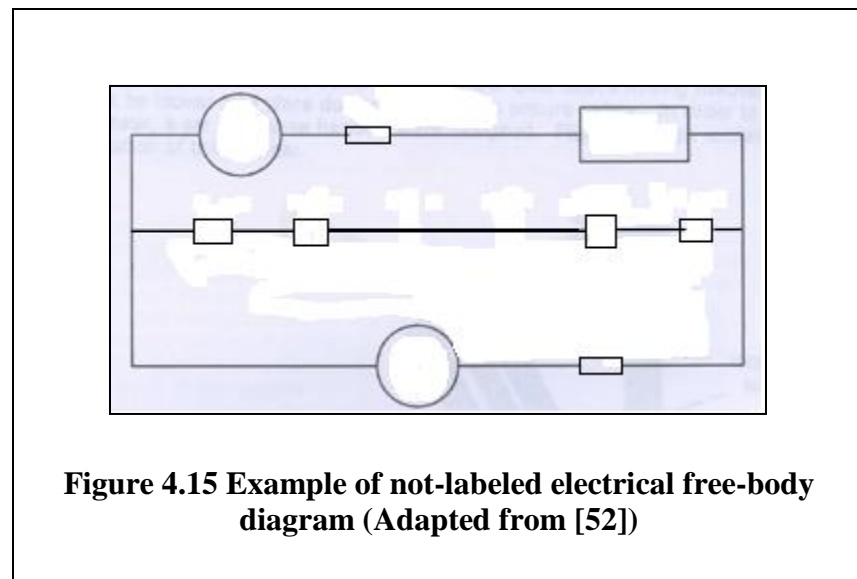 Figure 4.15 Example of not-labeled electrical free-body
diagram (Adapted from [52])